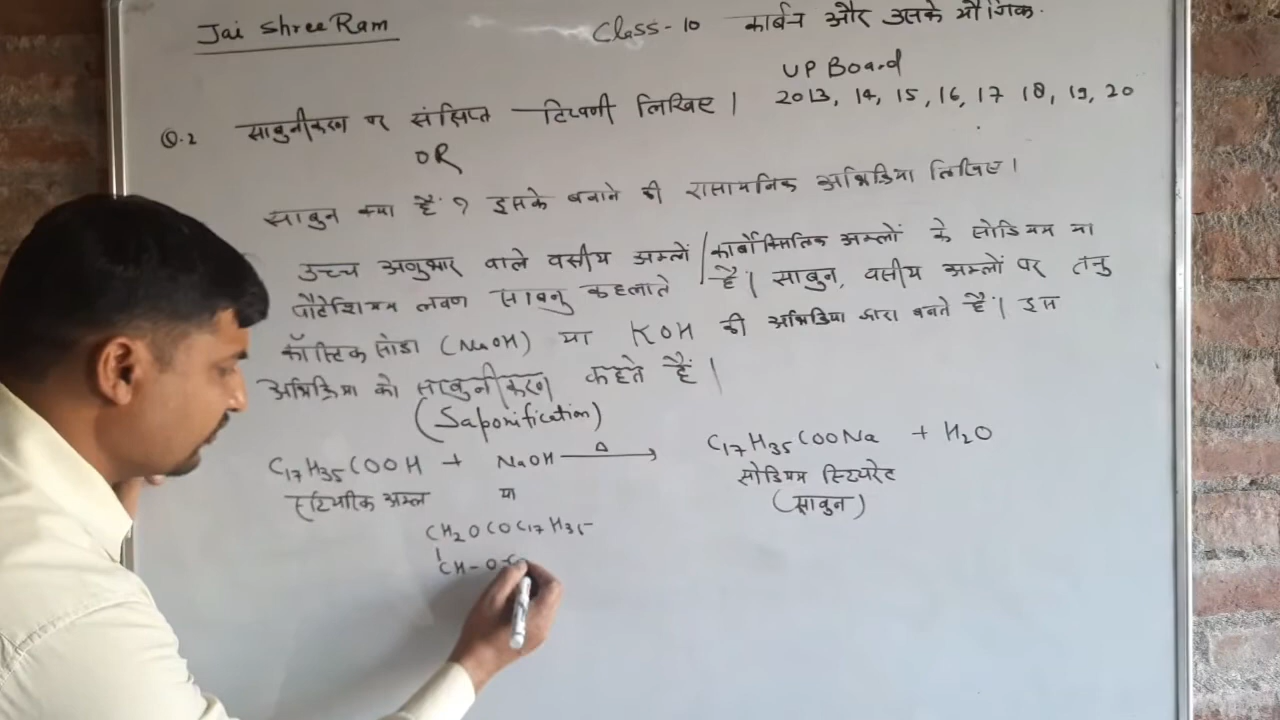 Jai Shree Ram
Class-10 कार्बन और उसके यौगिक.
UP Board
Q.2 साबुनीकरण पर संक्षिप्त टिप्पणी लिखिए। 2013, 14, 15, 16, 17 18, 19, 20
OR
साबुन क्या है? इसके बनाने की रासायनिक अभिक्रिया लिखिए।
उच्च अणुभार वाले वसीय अम्लों/कार्बोक्सिलिक अम्लों के सोडियम या
पोटेशियम लवण साबुन कहलाते है। साबुन, वसीय अम्लों पर तनु
कॉस्टिक सोडा (NaOH) या KOH की अभिक्रिया द्वारा बनते हैं। इस
अभिक्रिया को साबुनीकरण कहते हैं।
(Saponification)
C₁₇H₃₅COOH + NaOH —Δ→ C₁₇H₃₅COONa + H₂O
स्टियरिक अम्ल या सोडियम स्टियरेट
(साबुन)
CH₂OCOC₁₇H₃₅
|
CH-O-C